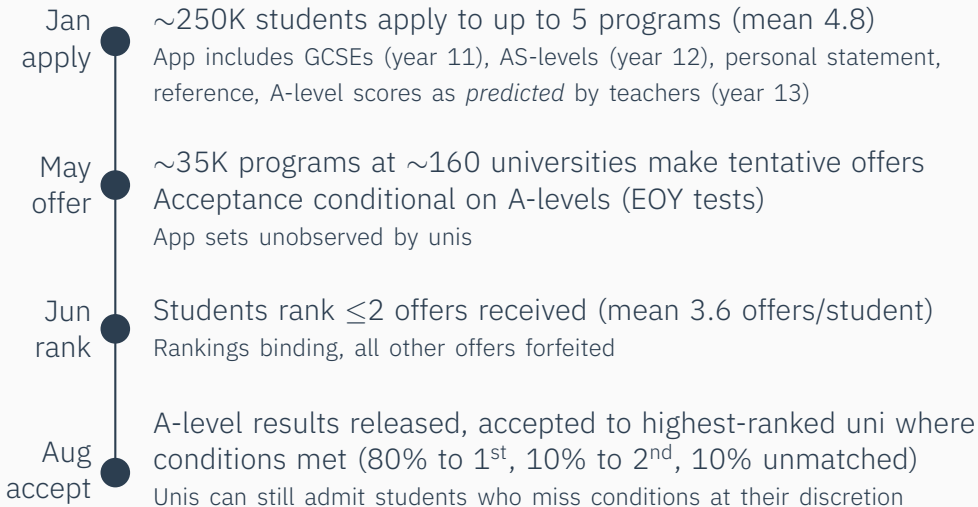 Jan
apply
~250K students apply to up to 5 programs (mean 4.8)
App includes GCSEs (year 11), AS-levels (year 12), personal statement,
reference, A-level scores as predicted by teachers (year 13)
May
offer
~35K programs at ~160 universities make tentative offers
Acceptance conditional on A-levels (EOY tests)
App sets unobserved by unis
Jun
rank
Students rank ≤2 offers received (mean 3.6 offers/student)
Rankings binding, all other offers forfeited
Aug
accept
A-level results released, accepted to highest-ranked uni where
conditions met (80% to 1st, 10% to 2nd, 10% unmatched)
Unis can still admit students who miss conditions at their discretion